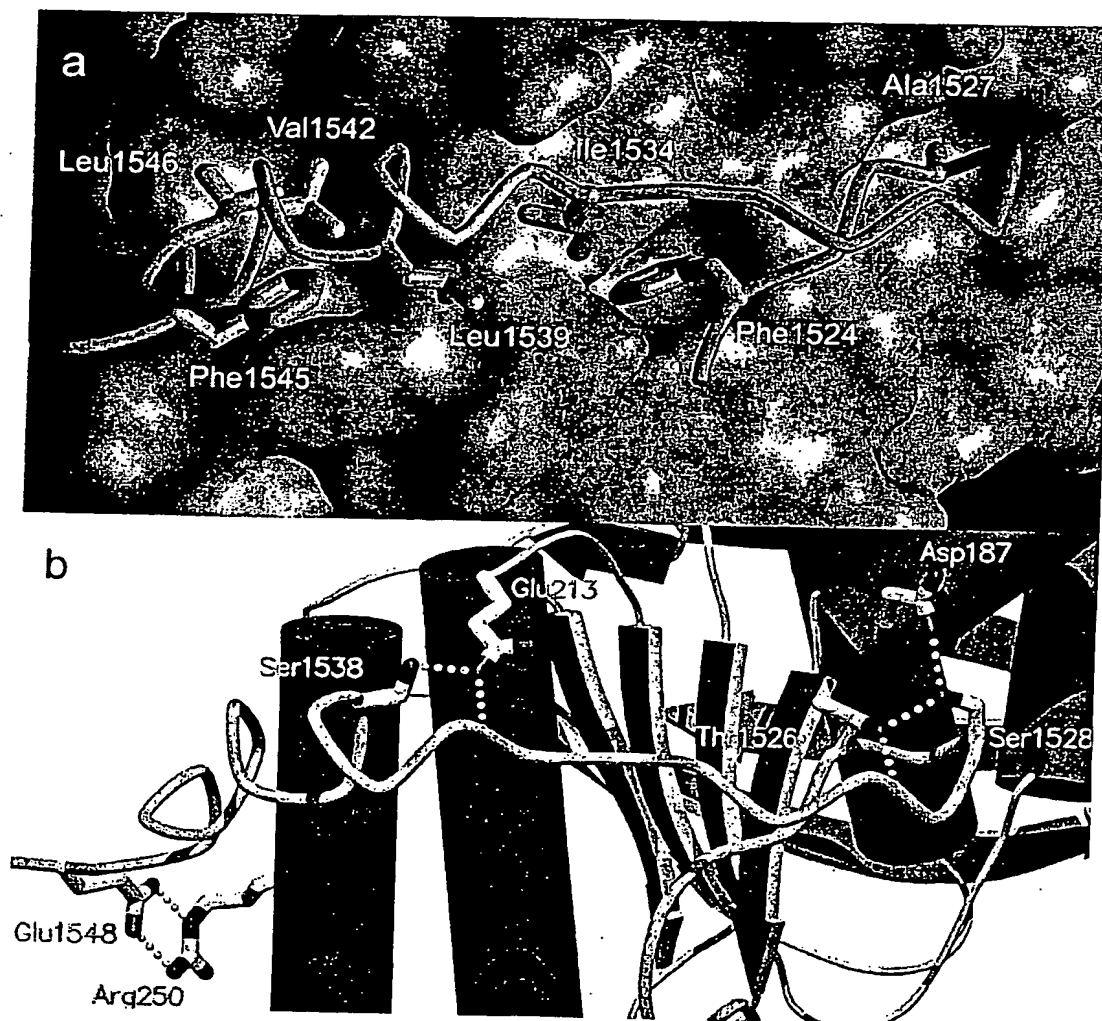 a
Ala1527
Val1542
Leu1546
Ile1534
Leu1539
Phe1524
Phe1545
b
Asp187
Glu213
Ser1538
Thr1526
Ser1528
Glu1548
Arg250